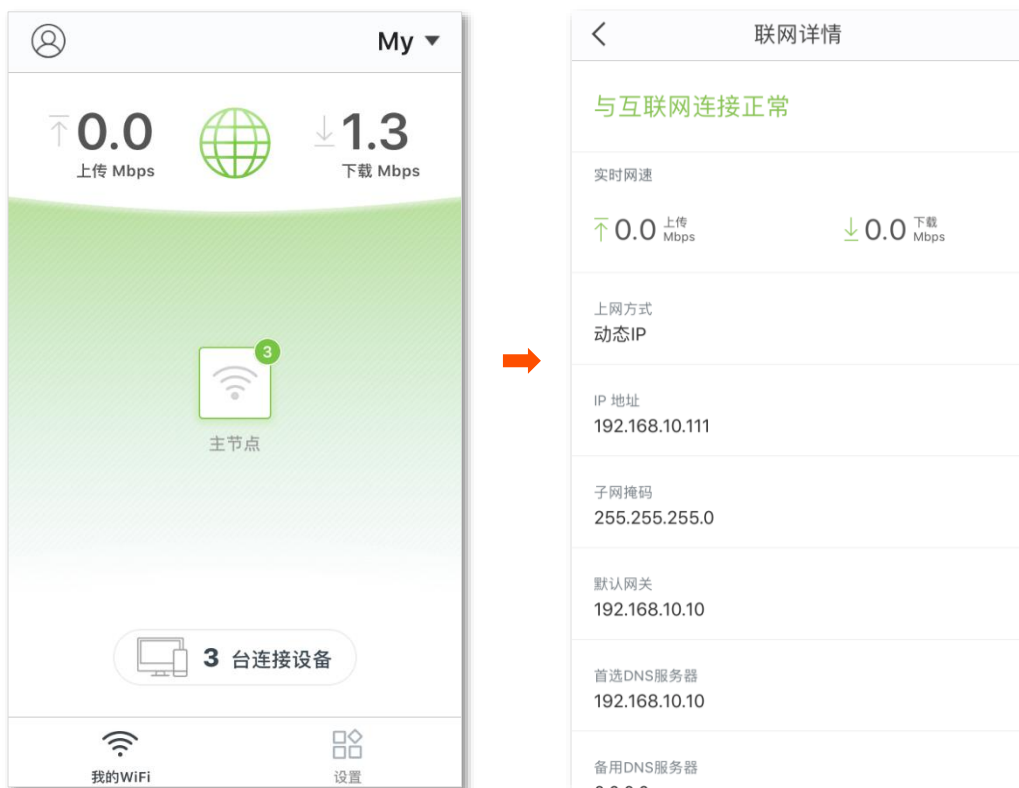 My
0.0
上传 Mbps
1.3
下载 Mbps
3
主节点
3 台连接设备
我的WiFi
设置
联网详情
与互联网连接正常
实时网速
0.0 上传 Mbps
0.0 下载 Mbps
上网方式
动态IP
IP 地址
192.168.10.111
子网掩码
255.255.255.0
默认网关
192.168.10.10
首选DNS服务器
192.168.10.10
备用DNS服务器